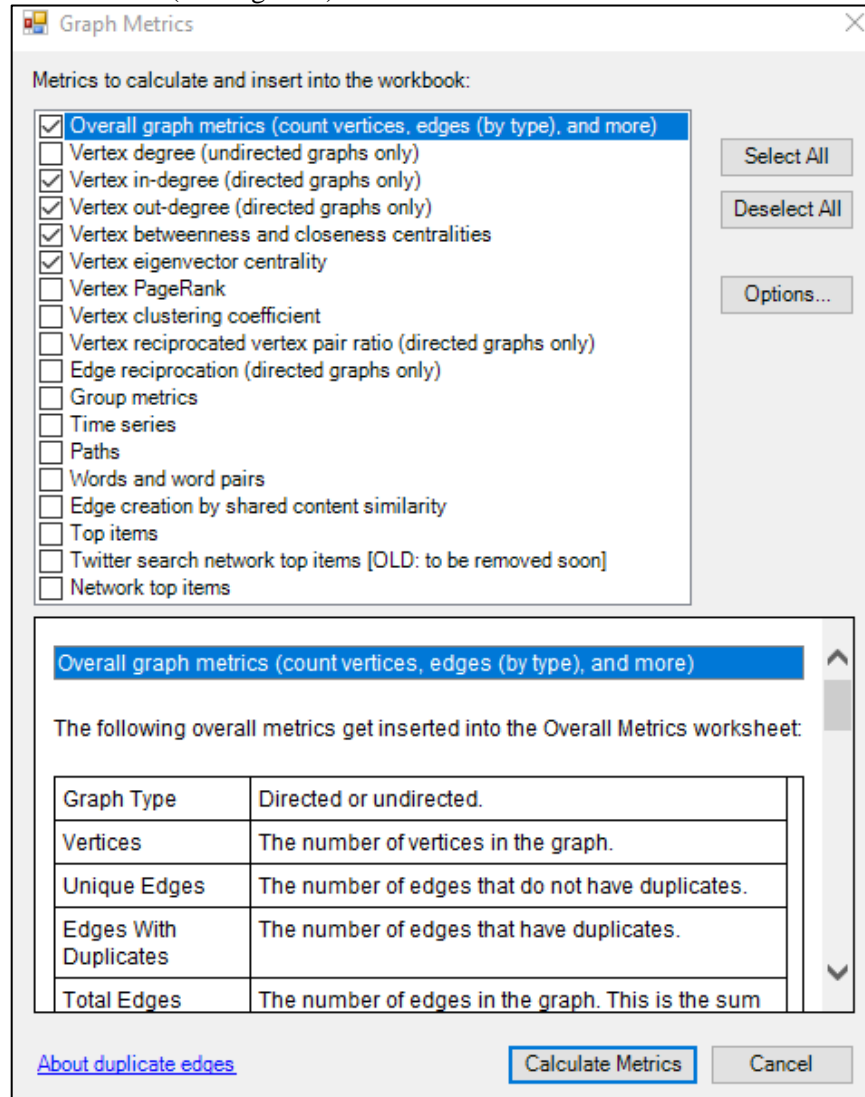 Graph Metrics
Metrics to calculate and insert into the workbook:
Overall graph metrics (count vertices, edges (by type), and more)
Vertex degree (undirected graphs only)
Vertex in-degree (directed graphs only)
Vertex out-degree (directed graphs only)
Vertex betweenness and closeness centralities
Vertex eigenvector centrality
Vertex PageRank
Vertex clustering coefficient
Vertex reciprocated vertex pair ratio (directed graphs only)
Edge reciprocation (directed graphs only)
Group metrics
Time series
Paths
Words and word pairs
Edge creation by shared content similarity
Top items
Twitter search network top items [OLD: to be removed soon]
Network top items
Select All
Deselect All
Options...
Overall graph metrics (count vertices, edges (by type), and more)
The following overall metrics get inserted into the Overall Metrics worksheet:
Graph Type Directed or undirected.
Vertices The number of vertices in the graph.
Unique Edges The number of edges that do not have duplicates.
Edges With The number of edges that have duplicates.
Duplicates
Total Edges The number of edges in the graph. This is the sum
About duplicate edges Calculate Metrics Cancel